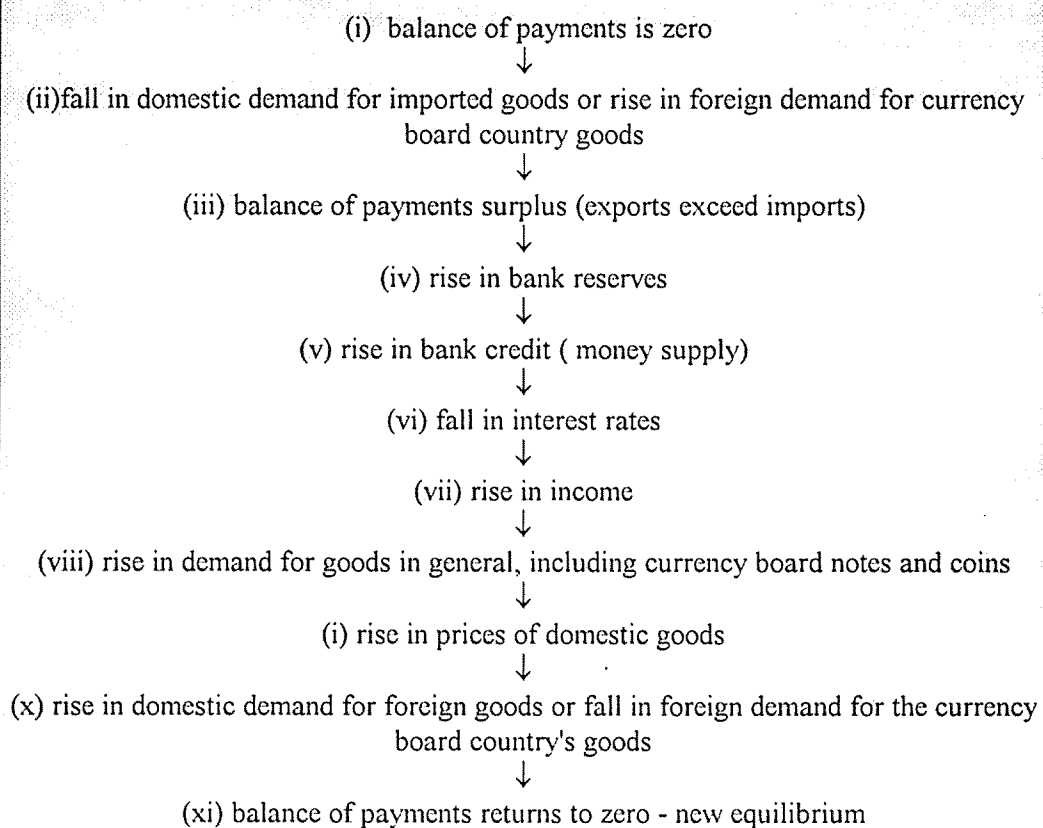 (i) balance of payments is zero
↓
(ii)fall in domestic demand for imported goods or rise in foreign demand for currency
board country goods
↓
(iii) balance of payments surplus (exports exceed imports)
↓
(iv) rise in bank reserves
↓
(v) rise in bank credit ( money supply)
↓
(vi) fall in interest rates
↓
(vii) rise in income
↓
(viii) rise in demand for goods in general, including currency board notes and coins
↓
(i) rise in prices of domestic goods
↓
(x) rise in domestic demand for foreign goods or fall in foreign demand for the currency
board country's goods
↓
(xi) balance of payments returns to zero - new equilibrium